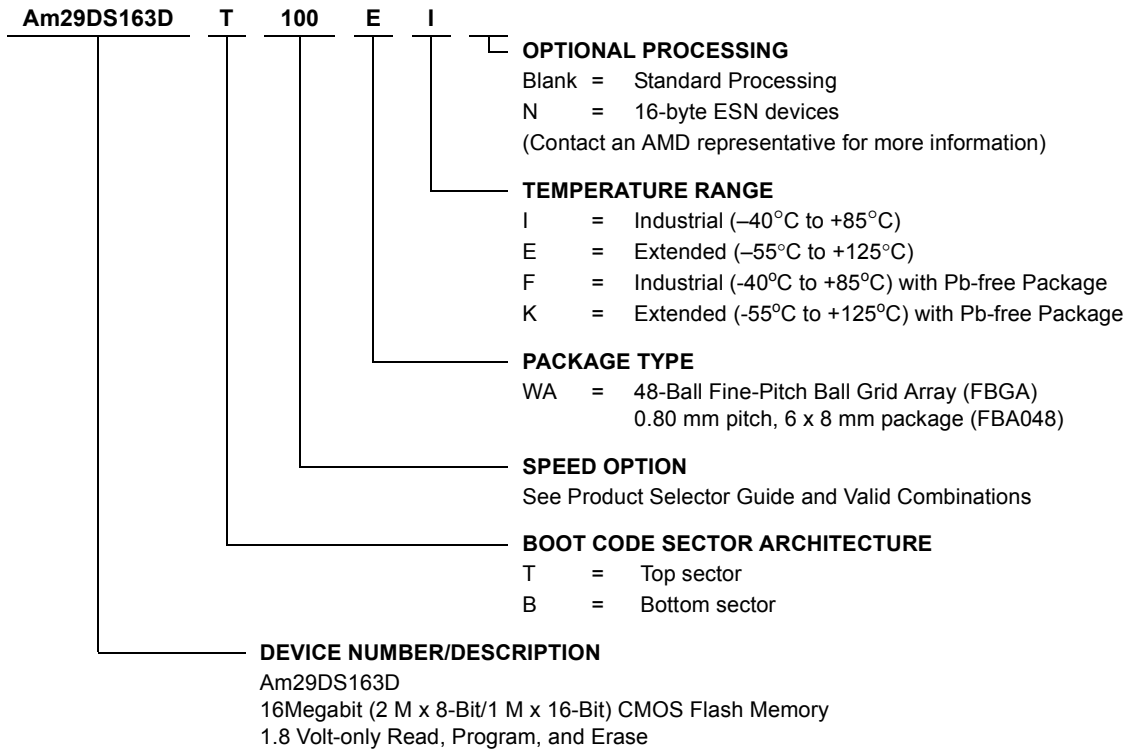 Am29DS163D T 100 E I
OPTIONAL PROCESSING
Blank = Standard Processing
N = 16-byte ESN devices
(Contact an AMD representative for more information)
TEMPERATURE RANGE
I = Industrial (–40°C to +85°C)
E = Extended (–55°C to +125°C)
F = Industrial (-40°C to +85°C) with Pb-free Package
K = Extended (-55°C to +125°C) with Pb-free Package
PACKAGE TYPE
WA = 48-Ball Fine-Pitch Ball Grid Array (FBGA)
0.80 mm pitch, 6 x 8 mm package (FBA048)
SPEED OPTION
See Product Selector Guide and Valid Combinations
BOOT CODE SECTOR ARCHITECTURE
T = Top sector
B = Bottom sector
DEVICE NUMBER/DESCRIPTION
Am29DS163D
16Megabit (2 M x 8-Bit/1 M x 16-Bit) CMOS Flash Memory
1.8 Volt-only Read, Program, and Erase